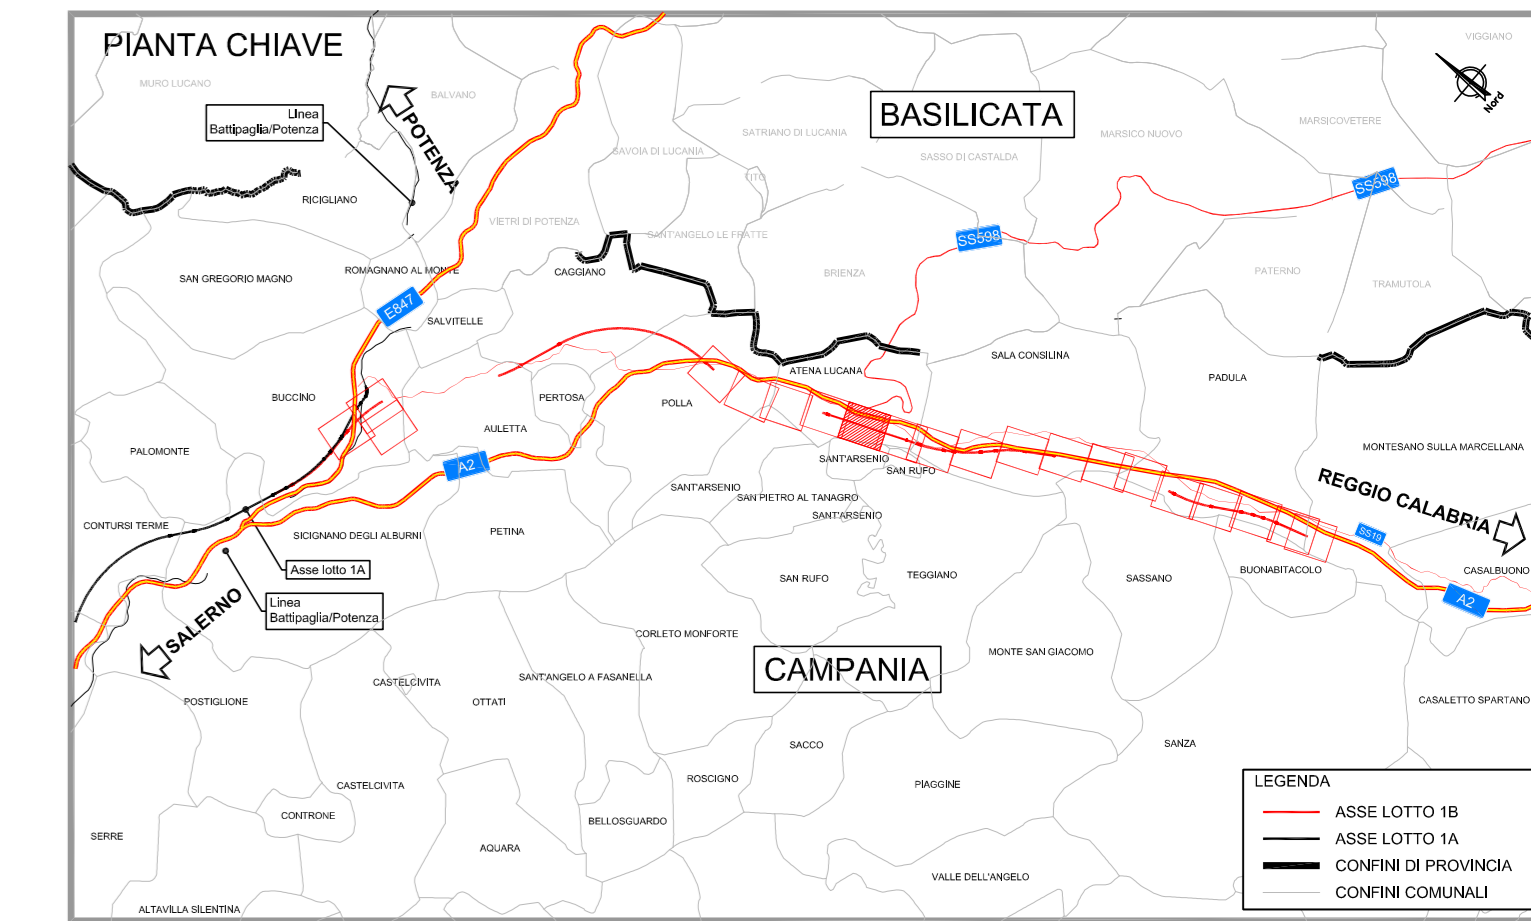 PIANTA CHIAVE
VIGGIANO
MURO LUCANO
BALVANO
Linea
Battipaglia/Potenza
POTENZA
BASILICATA
Nord
SATRIANO DI LUCANIA
MARSICO NUOVO
MARSICOVETERE
SAVOIA DI LUCANIA
SASSO DI CASTALDA
TITO
SS598
RICIGLIANO
VIETRI DI POTENZA
SANT'ANGELO LE FRATTE
SS598
SAN GREGORIO MAGNO
ROMAGNANO AL MONTE
CAGGIANO
BRIENZA
PATERNO
TRAMUTOLA
E847
SALVITELLE
SALA CONSILINA
ATENA LUCANA
PADULA
BUCCINO
PERTOSA
POLLA
AULETTA
PALOMONTE
MONTESANO SULLA MARCELLANA
A2
SANT'ARSENIO
SAN RUFO
SANT'ARSENIO
SAN PIETRO AL TANAGRO
SANT'ARSENIO
REGGIO CALABRIA
CONTURSI TERME
SICIGNANO DEGLI ALBURNI
PETINA
SS19
Asse lotto 1A
SAN RUFO
TEGGIANO
SASSANO
BUONABITACOLO
CASALBUONO
A2
Linea
Battipaglia/Potenza
SALERNO
CORLETO MONFORTE
MONTE SAN GIACOMO
CAMPANIA
CASTELCIVITA
SANT'ANGELO A FASANELLA
POSTIGLIONE
OTTATI
CASALETTO SPARTANO
SACCO
SANZA
CASTELCIVITA
ROSCIGNO
PIAGGINE
CONTRONE
BELLOSGUARDO
SERRE
AQUARA
VALLE DELL'ANGELO
ALTAVILLA SILENTINA
LEGENDA
ASSE LOTTO 1B
ASSE LOTTO 1A
CONFINI DI PROVINCIA
CONFINI COMUNALI